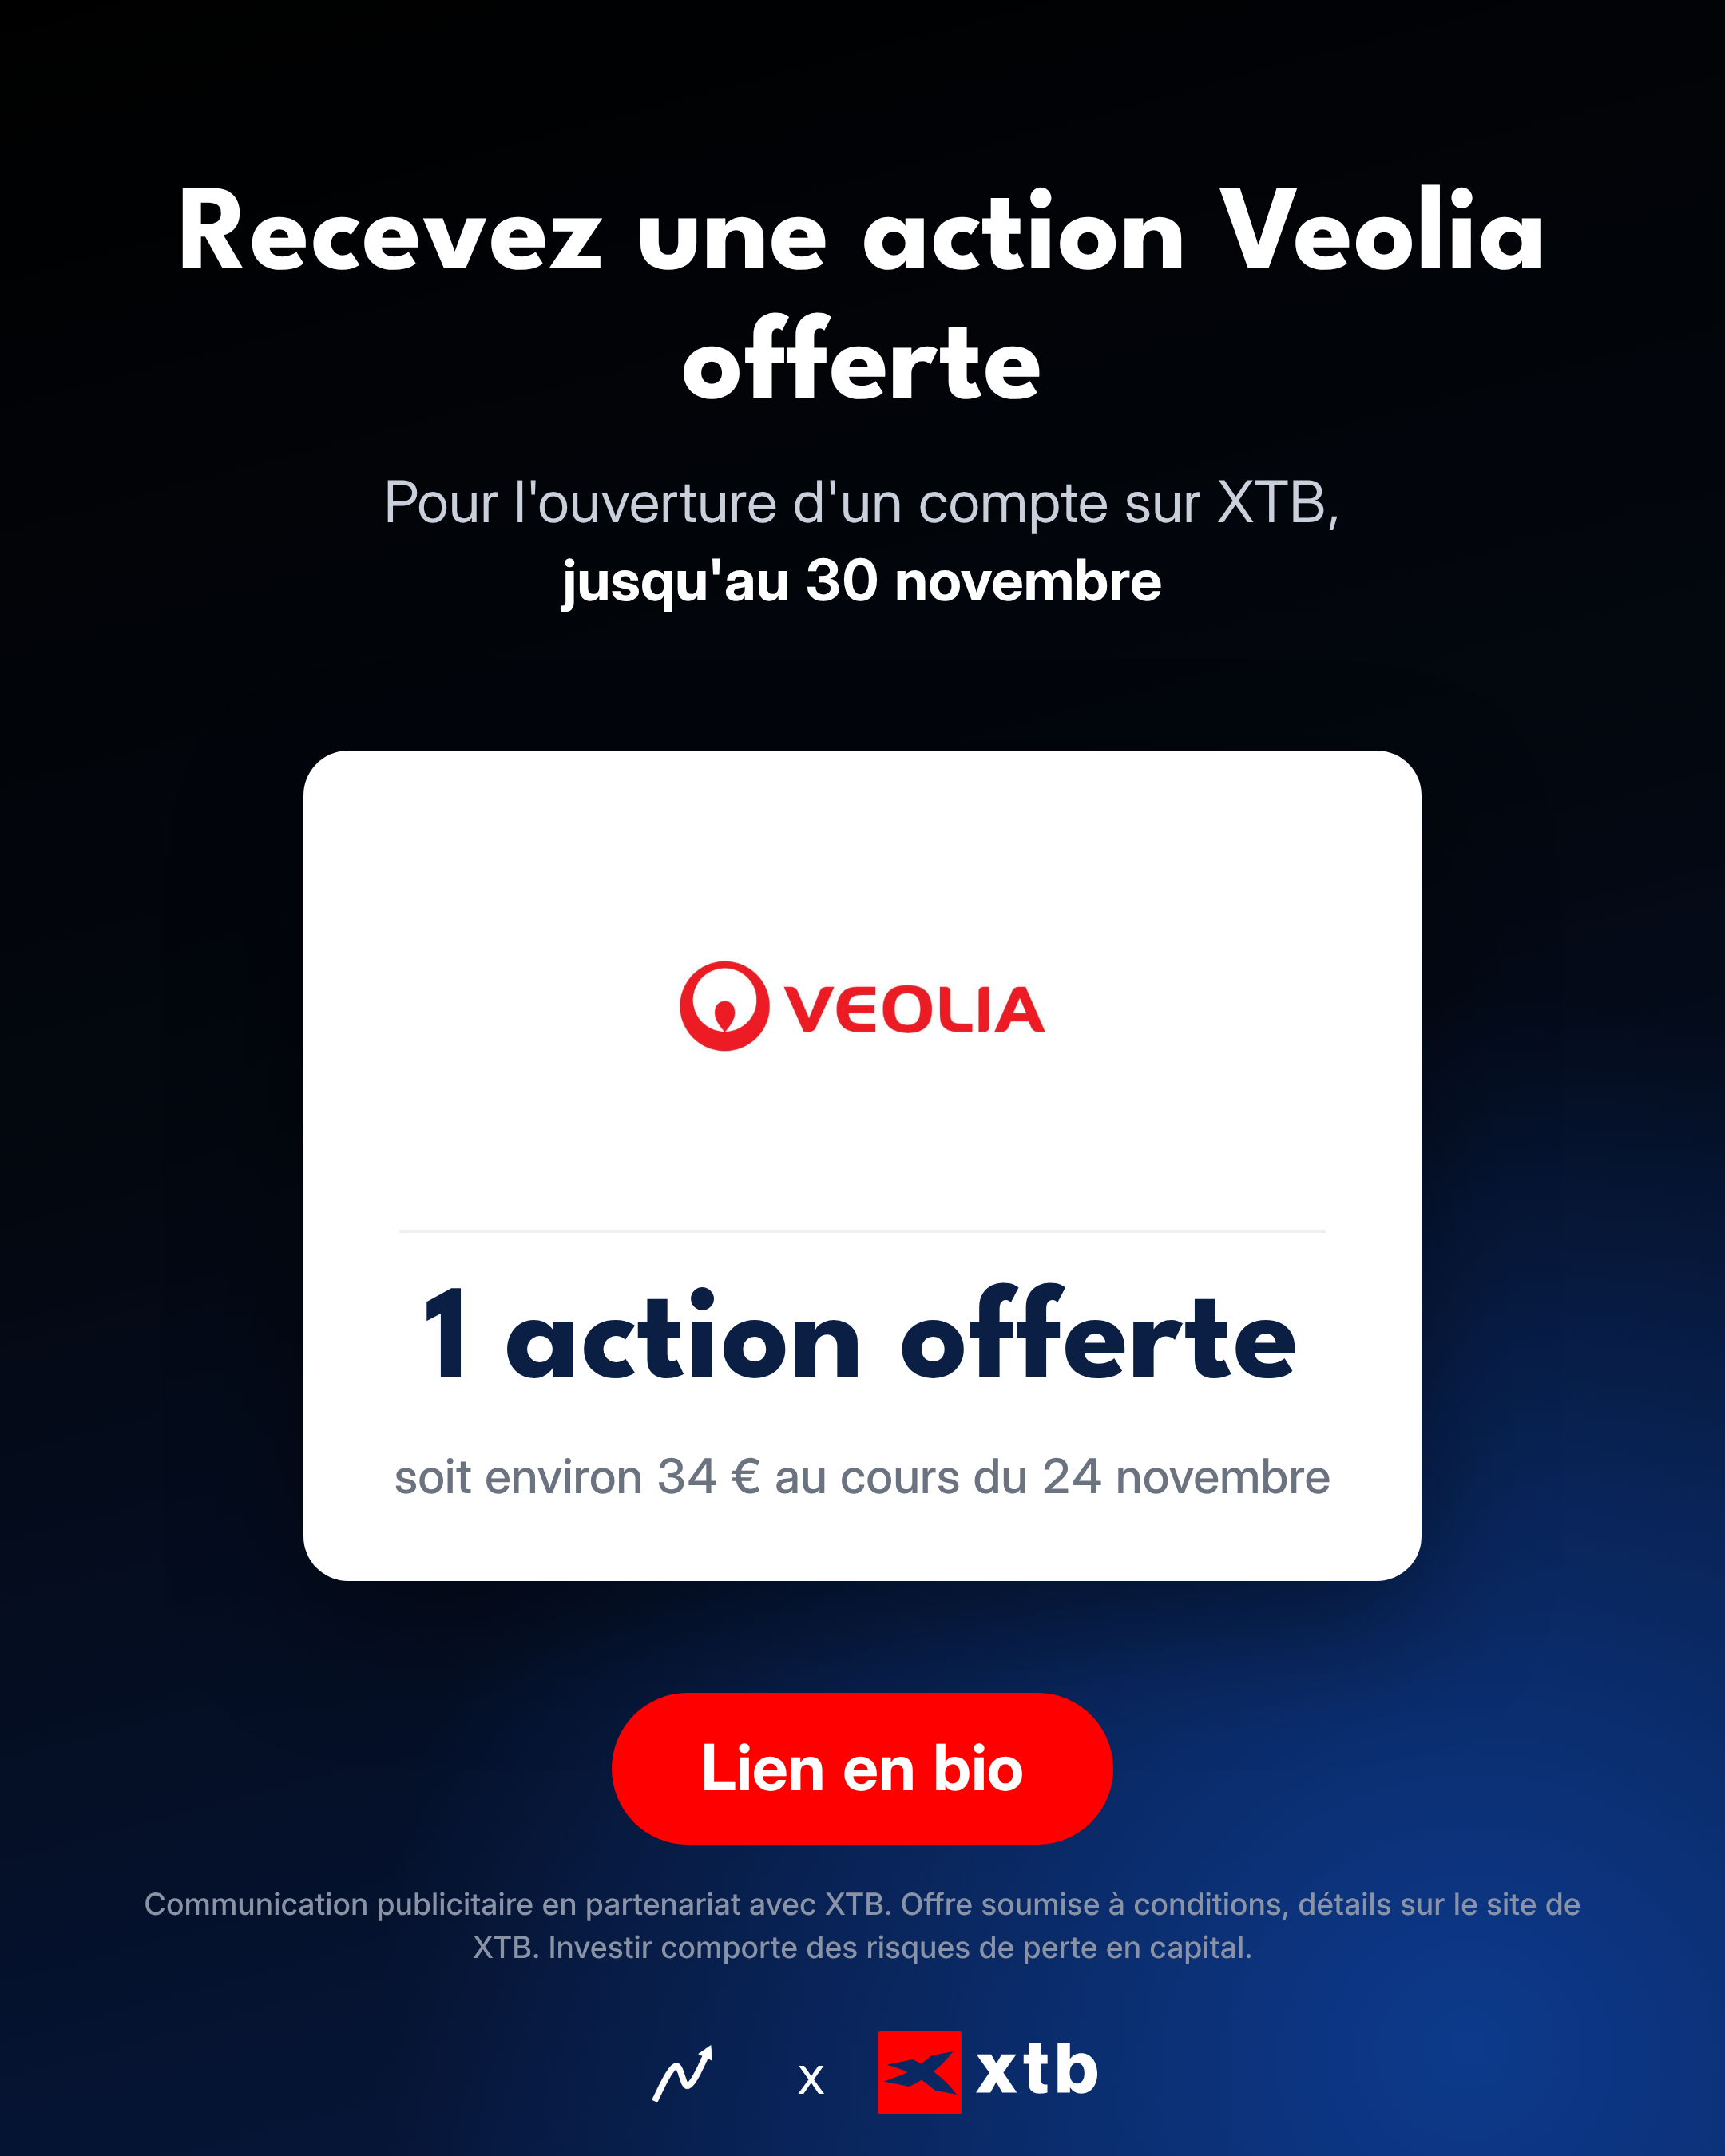 Recevez une action Veolia
offerte
Pour l'ouverture d'un compte sur XTB,
jusqu'au 30 novembre
VEOLIA
1 action offerte
soit environ 34 € au cours du 24 novembre
Lien en bio
Communication publicitaire en partenariat avec XTB. Offre soumise à conditions, détails sur le site de
XTB. Investir comporte des risques de perte en capital.
x xtb